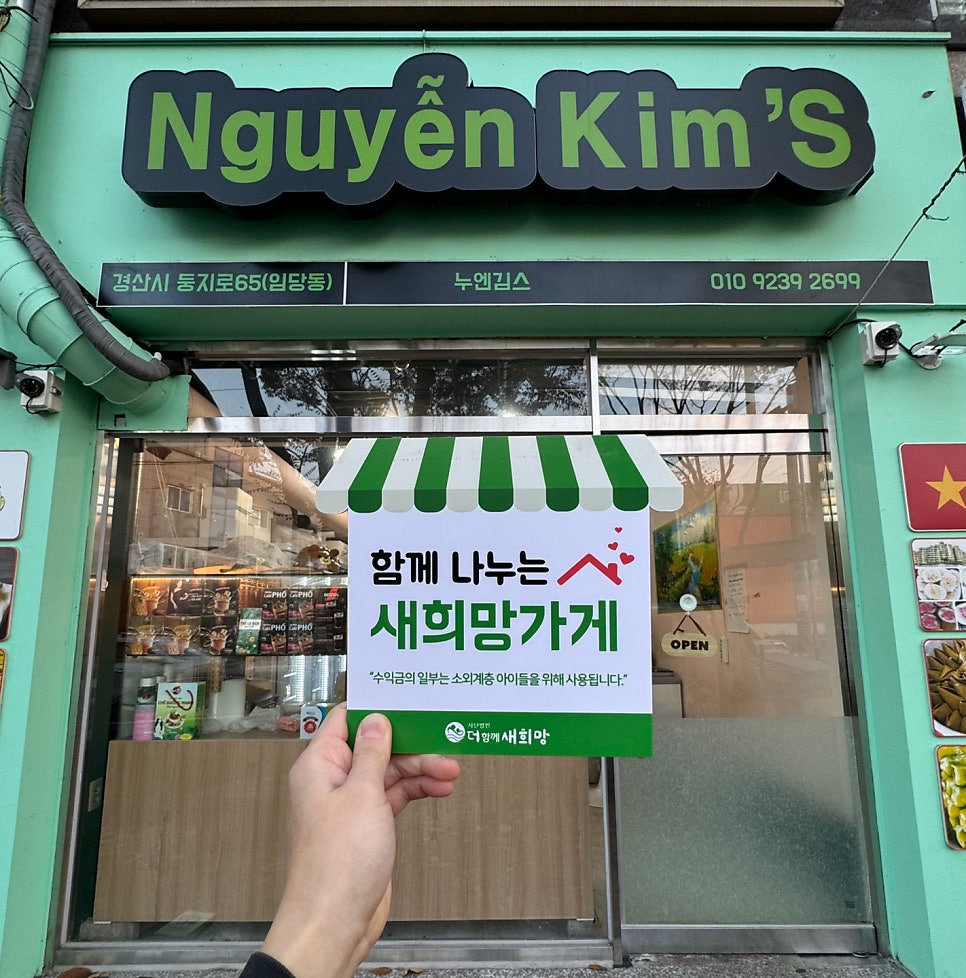 Nguyễn Kim'S
경산시 둥지로65(임당동) 누엔김스 010 9239 2699
함께 나누는
새희망가게
"수익금의 일부는 소외계층 아이들을 위해 사용됩니다."
사단법인
더함께새희망
OPEN
PHỐ
PHỐ
PHỐ